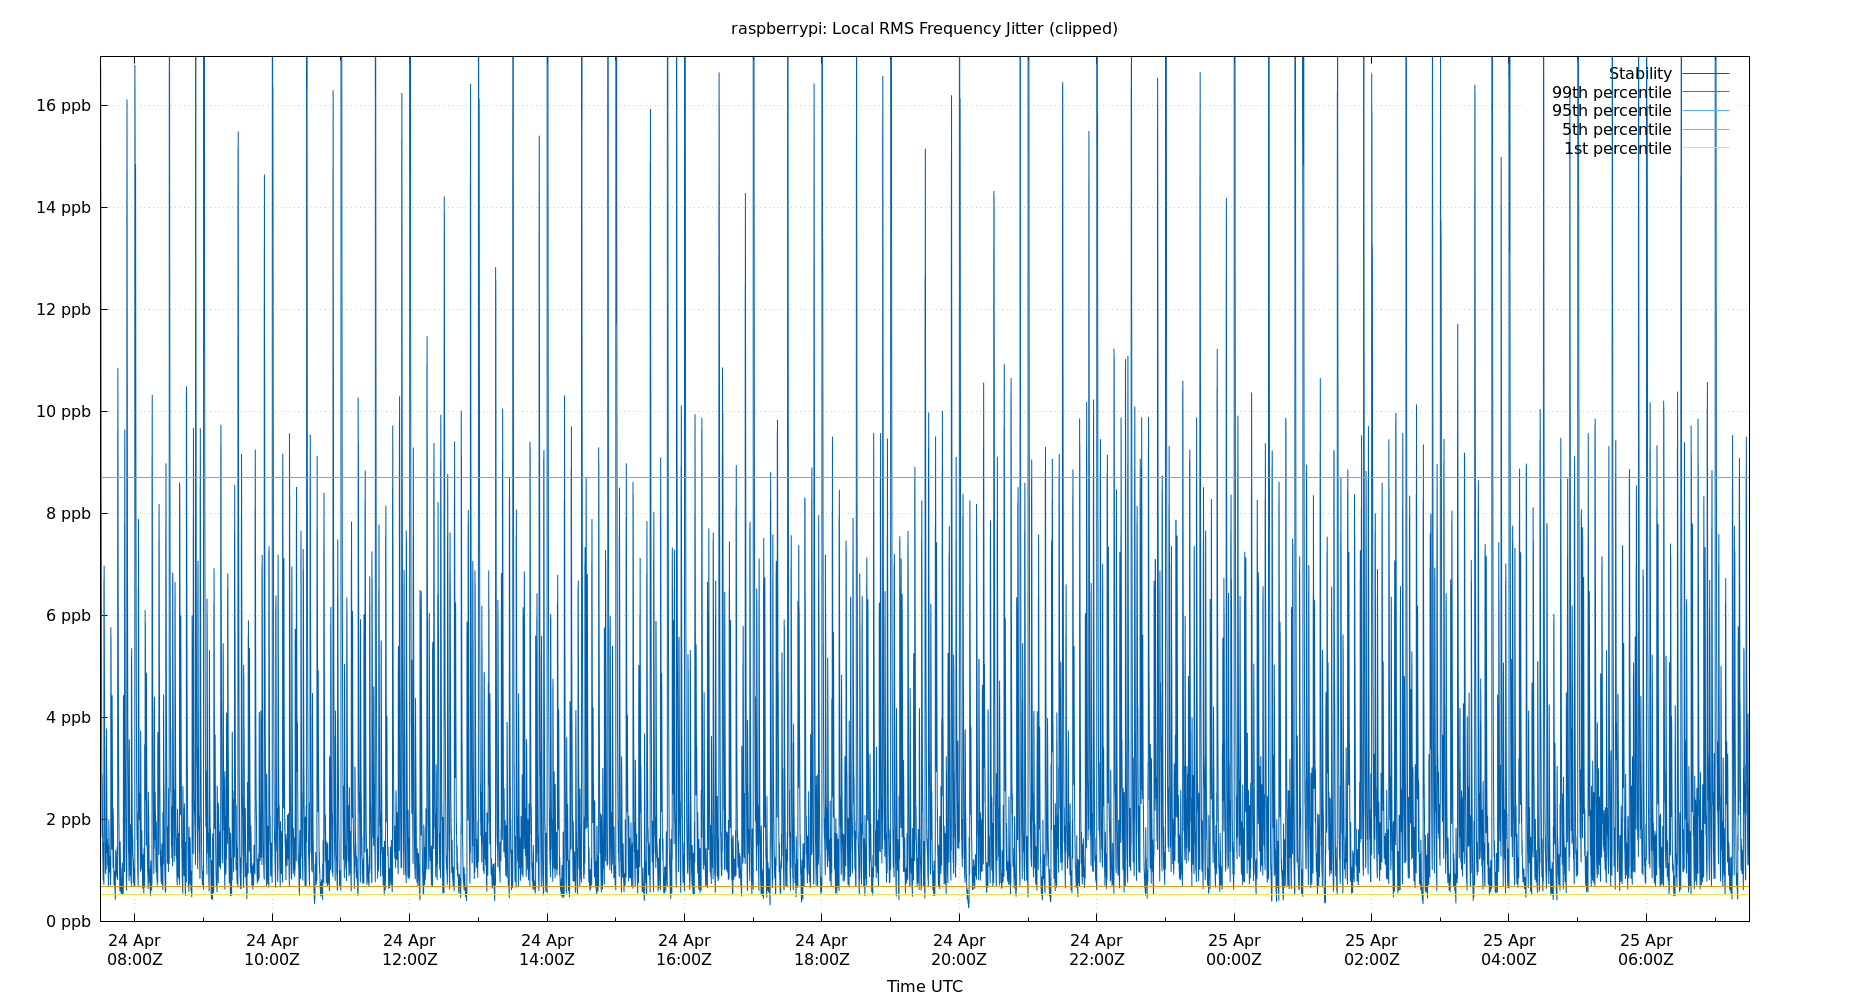 raspberrypi: Local RMS Frequency Jitter (clipped)
Stability
99th percentile
95th percentile
5th percentile
1st percentile
16 ppb
14 ppb
12 ppb
10 ppb
8 ppb
6 ppb
4 ppb
2 ppb
0 ppb
24 Apr 24 Apr 24 Apr 24 Apr 24 Apr 24 Apr 24 Apr 24 Apr 25 Apr 25 Apr 25 Apr 25 Apr
08:00Z 10:00Z 12:00Z 14:00Z 16:00Z 18:00Z 20:00Z 22:00Z 00:00Z 02:00Z 04:00Z 06:00Z
Time UTC